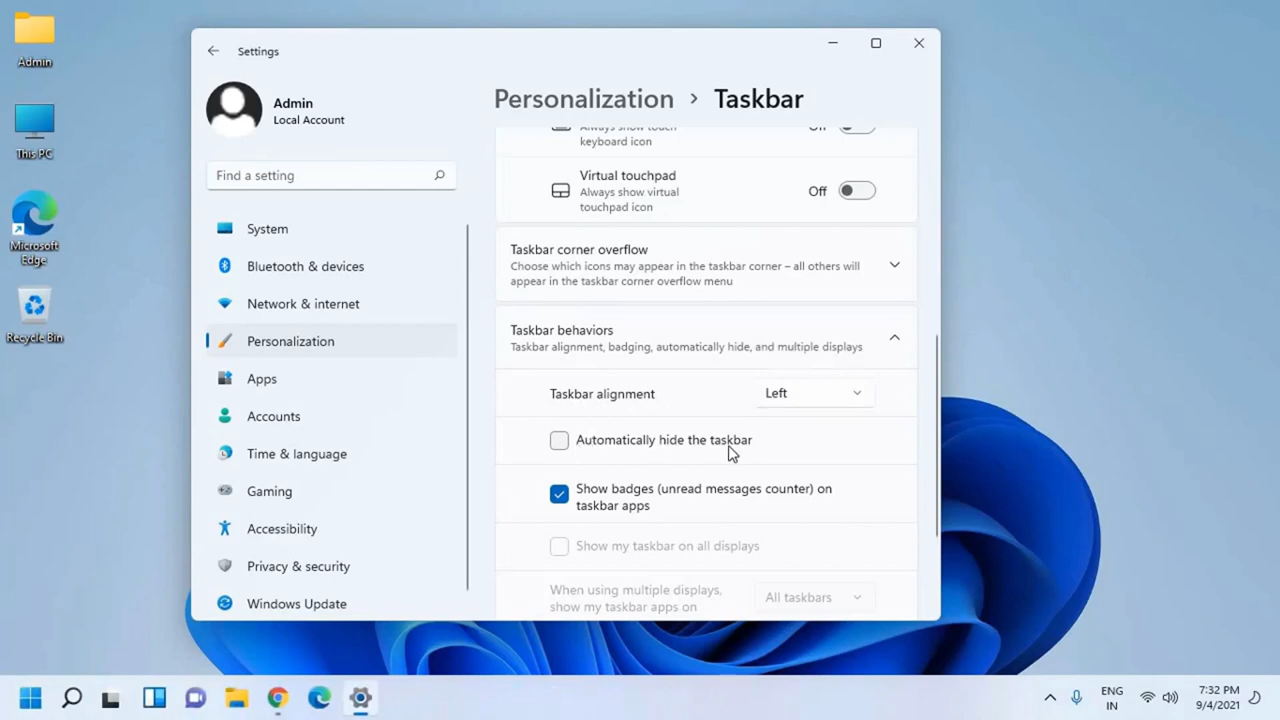 Admin
This PC
Microsoft
Edge
Recycle Bin
Settings
Admin
Local Account
Find a setting
System
Bluetooth & devices
Network & internet
Personalization
Apps
Accounts
Time & language
Gaming
Accessibility
Privacy & security
Windows Update
Personalization > Taskbar
Always show touch
keyboard icon
Off
Virtual touchpad
Always show virtual
touchpad icon
Off
Taskbar corner overflow
Choose which icons may appear in the taskbar corner – all others will
appear in the taskbar corner overflow menu
Taskbar behaviors
Taskbar alignment, badging, automatically hide, and multiple displays
Taskbar alignment
Left
Automatically hide the taskbar
Show badges (unread messages counter) on
taskbar apps
Show my taskbar on all displays
When using multiple displays,
show my taskbar apps on
All taskbars
ENG
IN
7:32 PM
9/4/2021